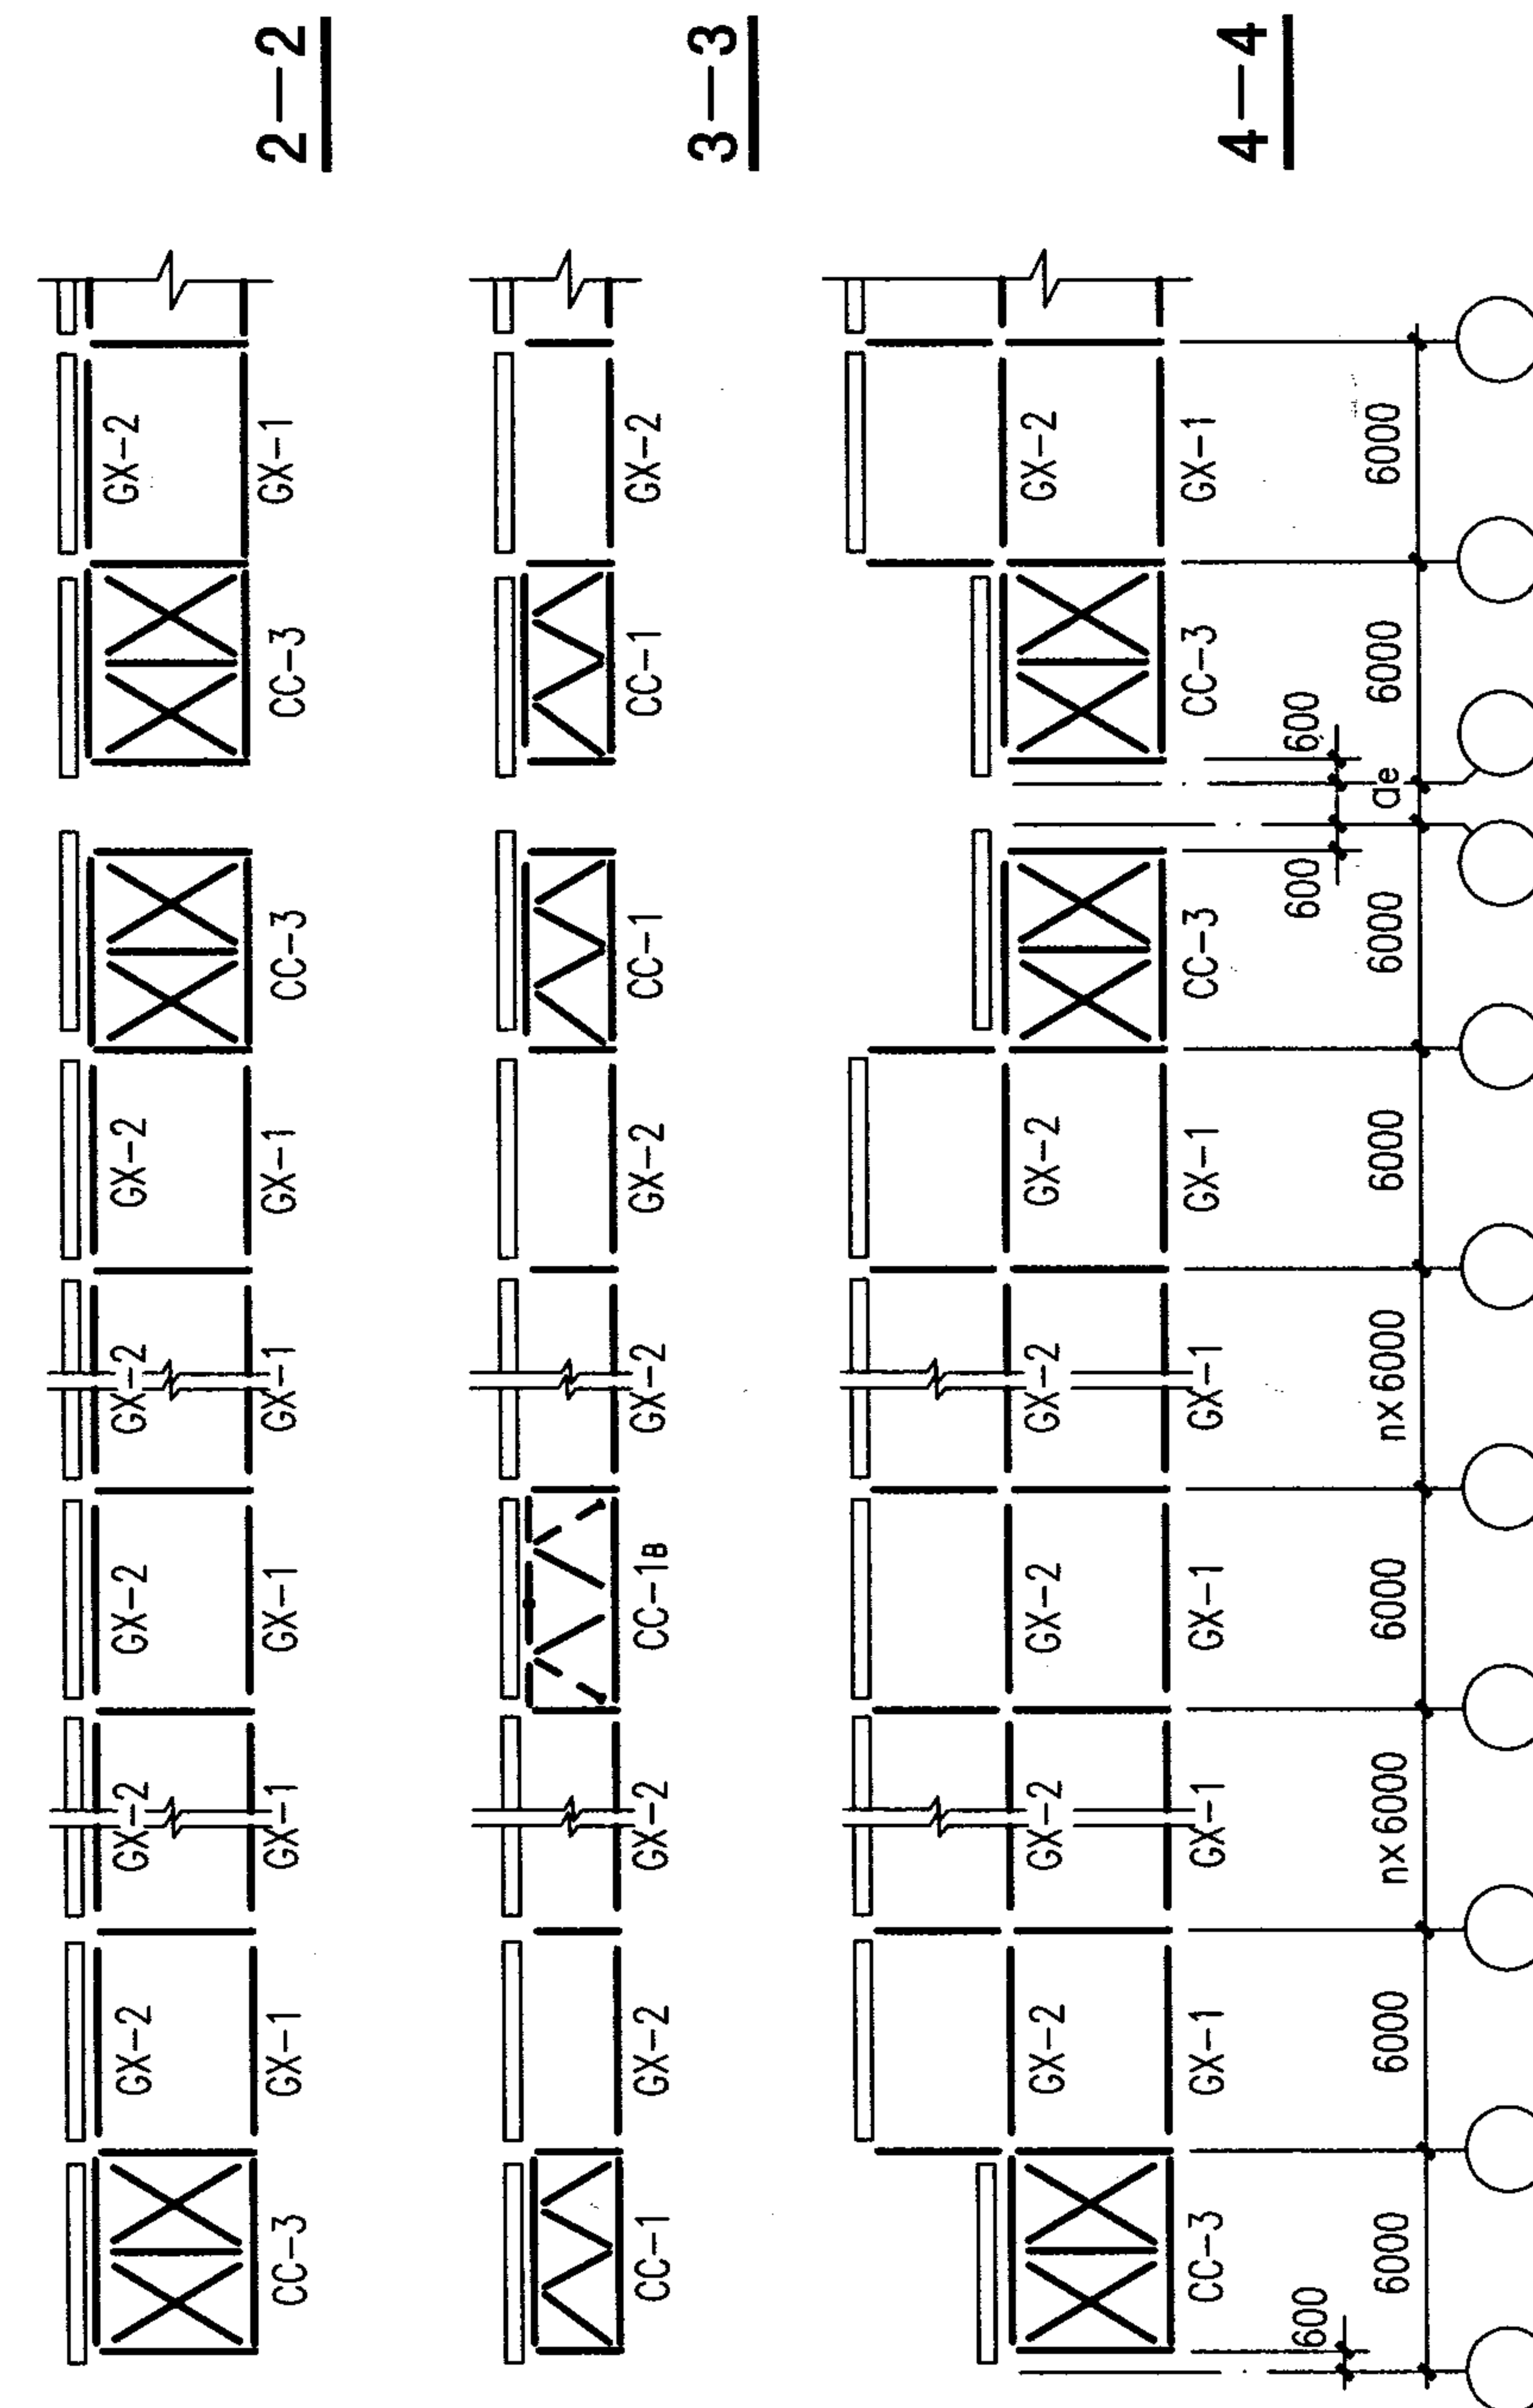 GX-2 GX-2 GX-2 GX-2 GX-2 GX-2
CC-3 GX-1 GX-1 GX-1 GX-1 GX-1 CC-3 CC-3 GX-1
2—2
CC-1 GX-2 GX-2 CC-1B GX-2 GX-2 CC-1 CC-1 GX-2
3—3
GX-2 GX-2 GX-2 GX-2 GX-2 GX-2
CC-3 GX-1 GX-1 GX-1 GX-1 GX-1 CC-3 CC-3 GX-1
4—4
600 600 600
6000 6000 nx6000 6000 nx6000 6000 6000 ae 6000 6000